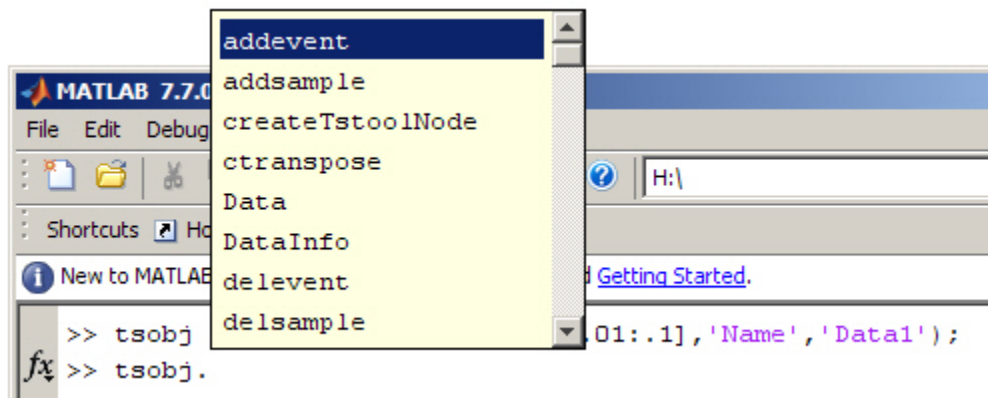 addevent
addsample
createTstoolNode
ctranspose
Data
DataInfo
delevent
delsample
MATLAB 7.7.0
File Edit Debug
H:\
Shortcuts
New to MATLAB Getting Started.
>> tsobj .01:.1],'Name','Data1');
fx >> tsobj.